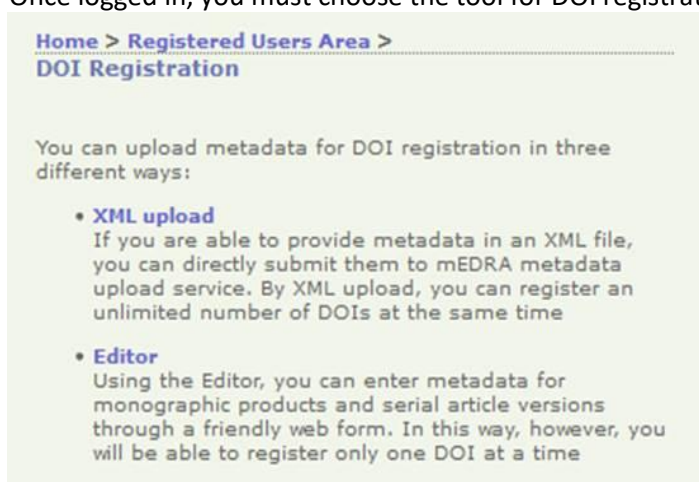 Once logged in, you must choose the tool for DOI registrat
Home > Registered Users Area >
DOI Registration
You can upload metadata for DOI registration in three
different ways:
• XML upload
If you are able to provide metadata in an XML file,
you can directly submit them to mEDRA metadata
upload service. By XML upload, you can register an
unlimited number of DOIs at the same time
• Editor
Using the Editor, you can enter metadata for
monographic products and serial article versions
through a friendly web form. In this way, however, you
will be able to register only one DOI at a time